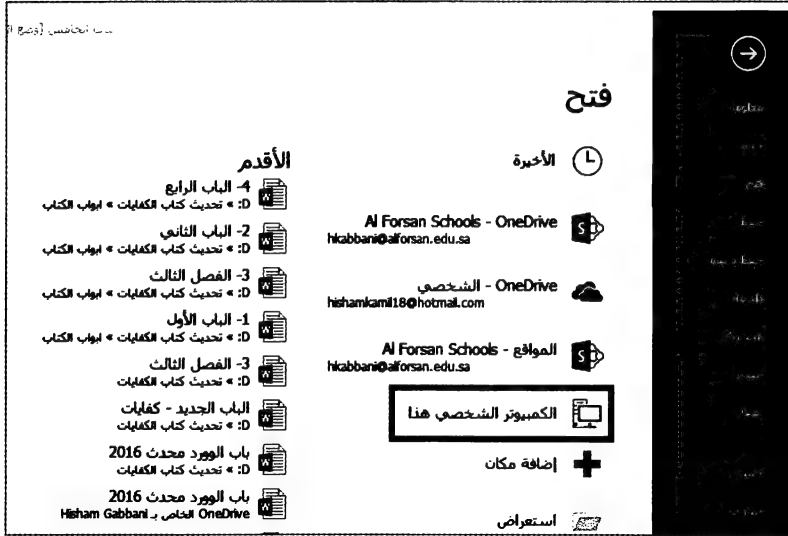 فتح
الأخيرة
Al Forsan Schools - OneDrive
hkabbani@alforsan.edu.sa
OneDrive - الشخصي
hishamkamil18@hotmail.com
المواقع - Al Forsan Schools
hkabbani@alforsan.edu.sa
الكمبيوتر الشخصي هنا
إضافة مكان
استعراض
الأقدم
4- الباب الرابع
D: » تحديث كتاب الكفايات » ابواب الكتاب
2- الباب الثاني
D: » تحديث كتاب الكفايات » ابواب الكتاب
3- الفصل الثالث
D: » تحديث كتاب الكفايات » ابواب الكتاب
1- الباب الأول
D: » تحديث كتاب الكفايات » ابواب الكتاب
3- الفصل الثالث
D: » تحديث كتاب الكفايات
الباب الجديد - كفايات
D: » تحديث كتاب الكفايات
باب الوورد محدث 2016
D: » تحديث كتاب الكفايات
باب الوورد محدث 2016
OneDrive الخاص بـ Hisham Gabbani